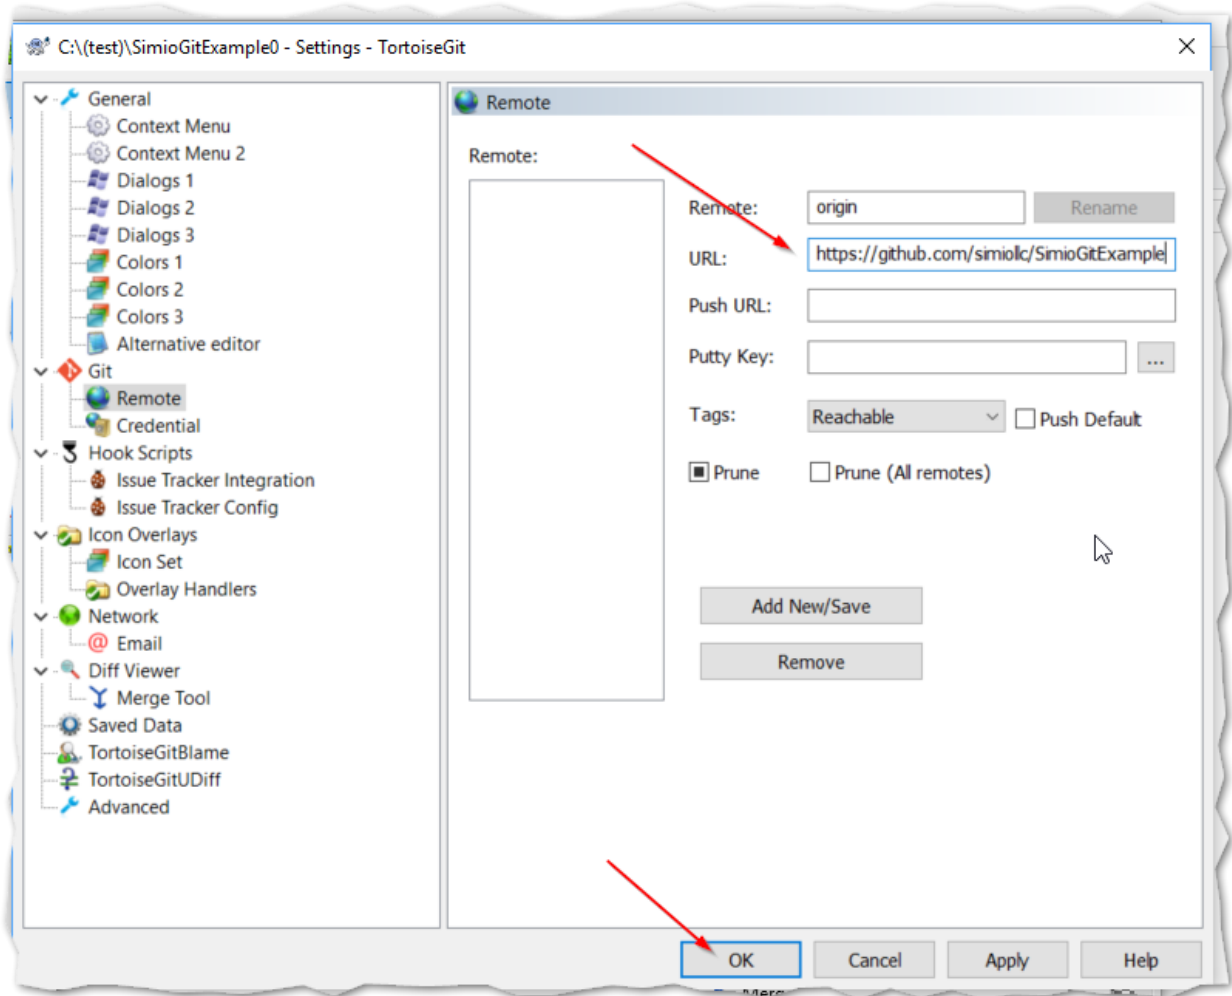 C:\(test)\SimioGitExample0 - Settings - TortoiseGit
General
Context Menu
Context Menu 2
Dialogs 1
Dialogs 2
Dialogs 3
Colors 1
Colors 2
Colors 3
Alternative editor
Git
Remote
Credential
Hook Scripts
Issue Tracker Integration
Issue Tracker Config
Icon Overlays
Icon Set
Overlay Handlers
Network
@ Email
Diff Viewer
Merge Tool
Saved Data
TortoiseGitBlame
TortoiseGitUDiff
Advanced
Remote
Remote:
Remote: origin Rename
URL: https://github.com/simiollc/SimioGitExample
Push URL:
Putty Key: ...
Tags: Reachable Push Default
Prune Prune (All remotes)
Add New/Save
Remove
OK Cancel Apply Help